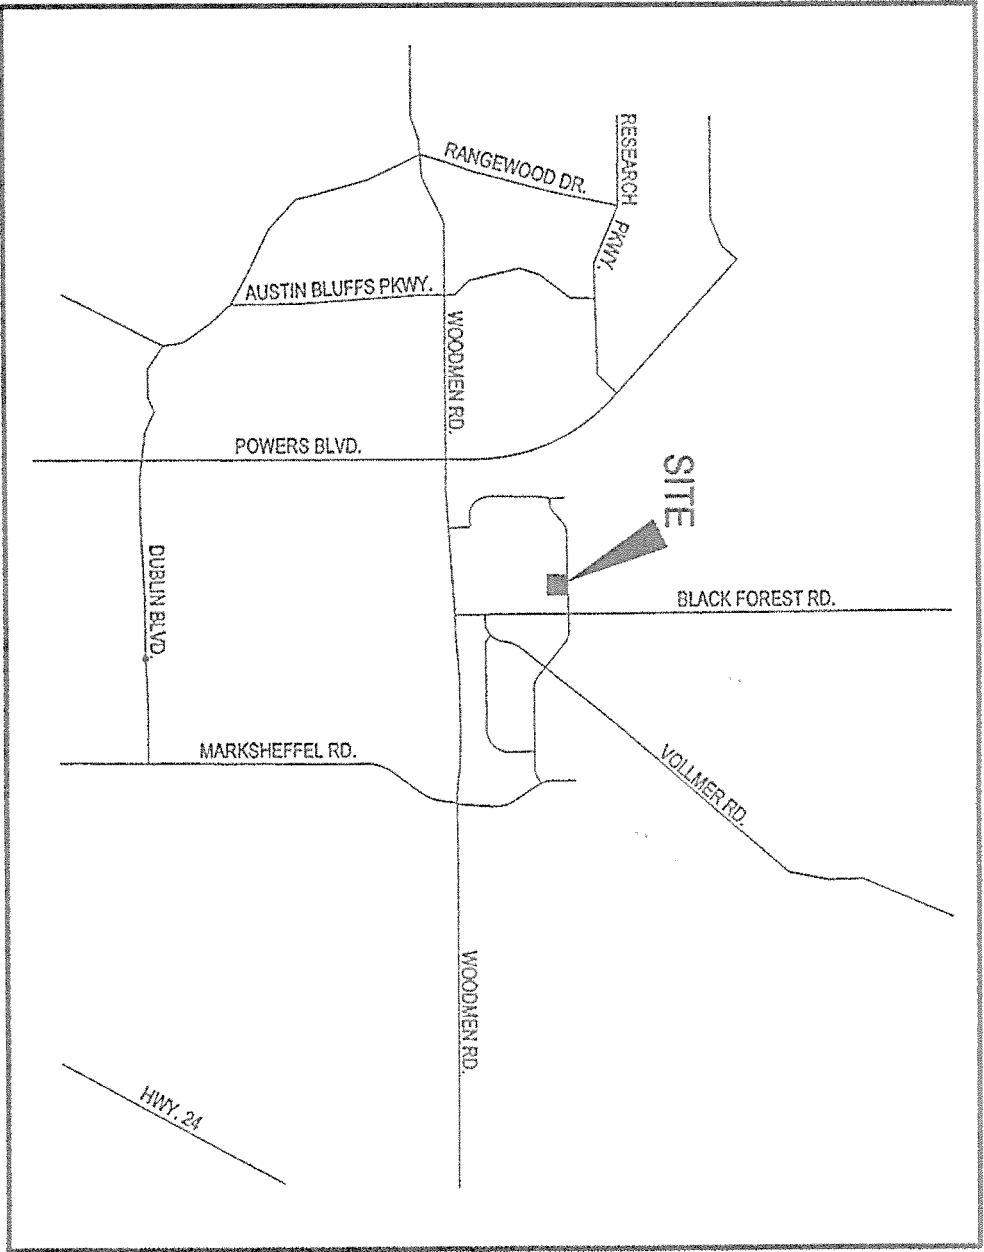 RESEARCH
PKWY.
RANGEWOOD DR.
AUSTIN BLUFFS PKWY.
WOODMEN RD.
POWERS BLVD.
SITE
DUBLIN BLVD.
BLACK FOREST RD.
MARKSHEFFEL RD.
VOLLMER RD.
WOODMEN RD.
HWY. 24